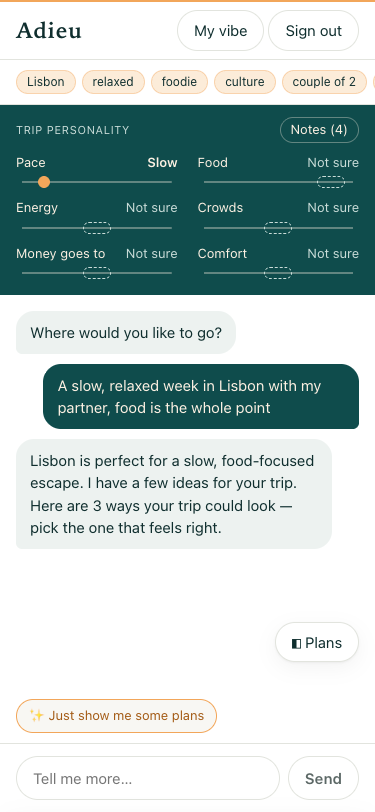 Adieu
My vibe
Sign out
Lisbon relaxed foodie culture couple of 2
TRIP PERSONALITY
Notes (4)
Pace Slow
Food Not sure
Energy Not sure
Crowds Not sure
Money goes to Not sure
Comfort Not sure
Where would you like to go?
A slow, relaxed week in Lisbon with my
partner, food is the whole point
Lisbon is perfect for a slow, food-focused
escape. I have a few ideas for your trip.
Here are 3 ways your trip could look —
pick the one that feels right.
Plans
✨ Just show me some plans
Tell me more...
Send